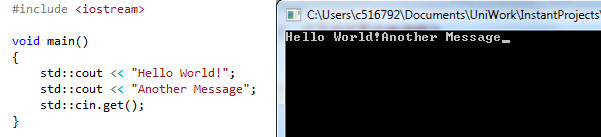 #include <iostream>
void main()
{
std::cout << "Hello World!";
std::cout << "Another Message";
std::cin.get();
}
C:\Users\c516792\Documents\UniWork\InstantProjects\
Hello World!Another Message_